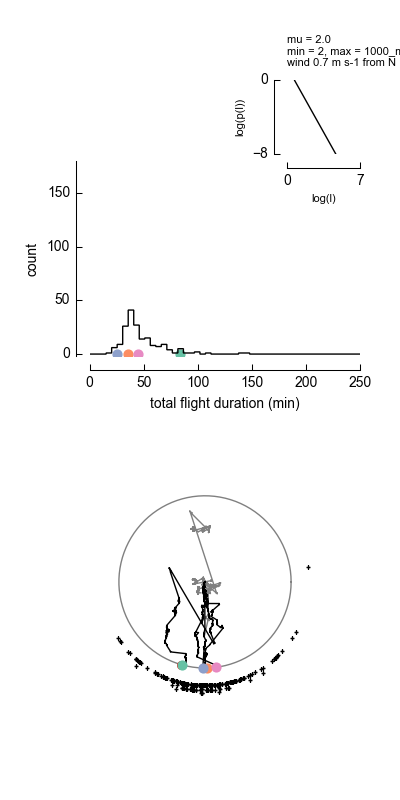 mu = 2.0
min = 2, max = 1000_m
wind 0.7 m s-1 from N
0
log(p(l))
−8
0 7
log(l)
150
100
50
0
count
0 50 100 150 200 250
total flight duration (min)